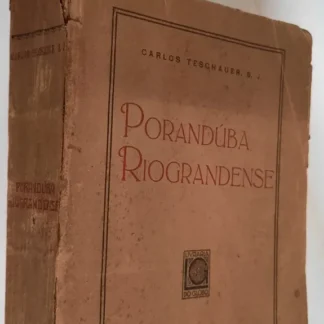 CARLOS TESCHAUER, S. J.
PORANDÚBA
RIOGRANDENSE
PORANDÚBA
RIOGRANDENSE